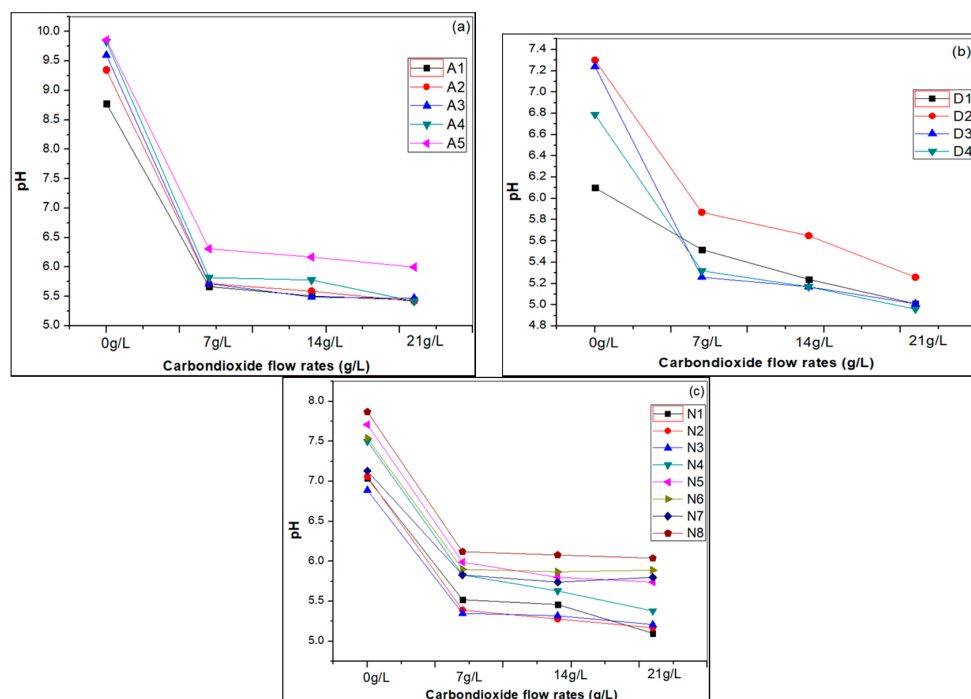 (a)
10.0
9.5
9.0
8.5
8.0
7.5
7.0
6.5
6.0
5.5
5.0
pH
A1
A2
A3
A4
A5
0g/L 7g/L 14g/L 21g/L
Carbondioxide flow rates (g/L)
(b)
7.4
7.2
7.0
6.8
6.6
6.4
6.2
6.0
5.8
5.6
5.4
5.2
5.0
4.8
pH
D1
D2
D3
D4
0g/L 7g/L 14g/L 21g/L
Carbondioxide flow rates (g/L)
(c)
8.0
7.5
7.0
6.5
6.0
5.5
5.0
pH
N1
N2
N3
N4
N5
N6
N7
N8
0g/L 7g/L 14g/L 21g/L
Carbondioxide flow rates (g/L)